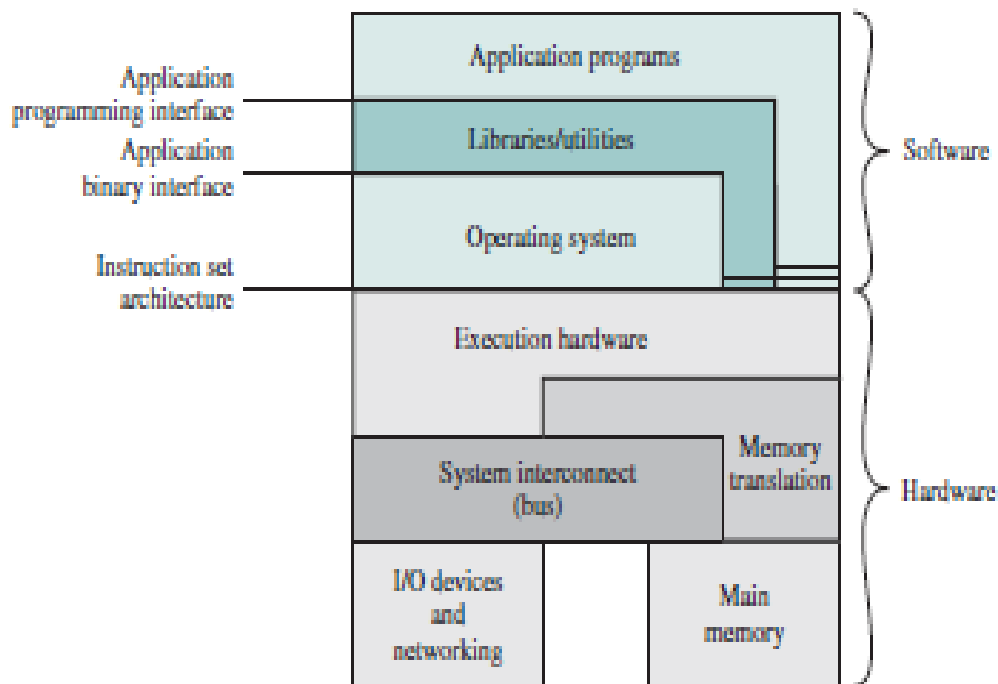 Application programs
Application
programming interface
Libraries/utilities
Application
binary interface
Software
Operating system
Instruction set
architecture
Execution hardware
Memory
translation
System interconnect
(bus)
Hardware
I/O devices
and
networking
Main
memory